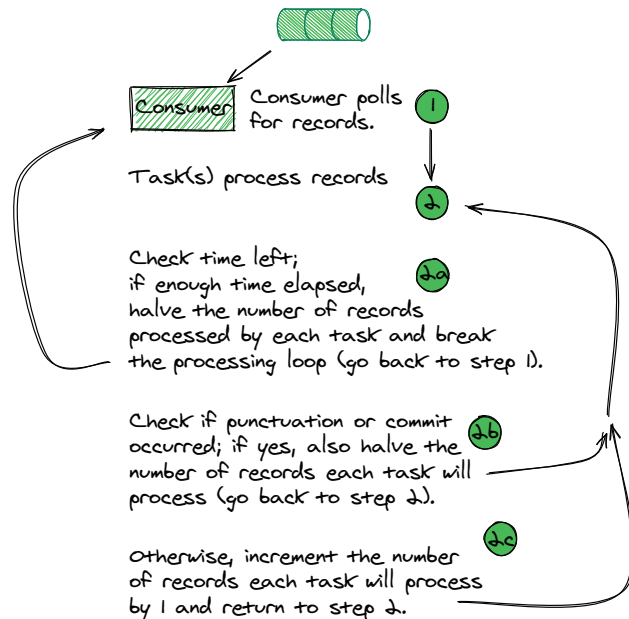 Consumer
Consumer polls
for records.
1
Task(s) process records
2
Check time left;
if enough time elapsed,
halve the number of records
processed by each task and break
the processing loop (go back to step 1).
2a
Check if punctuation or commit
occurred; if yes, also halve the
number of records each task will
process (go back to step 2).
2b
Otherwise, increment the number
of records each task will process
by 1 and return to step 2.
2c